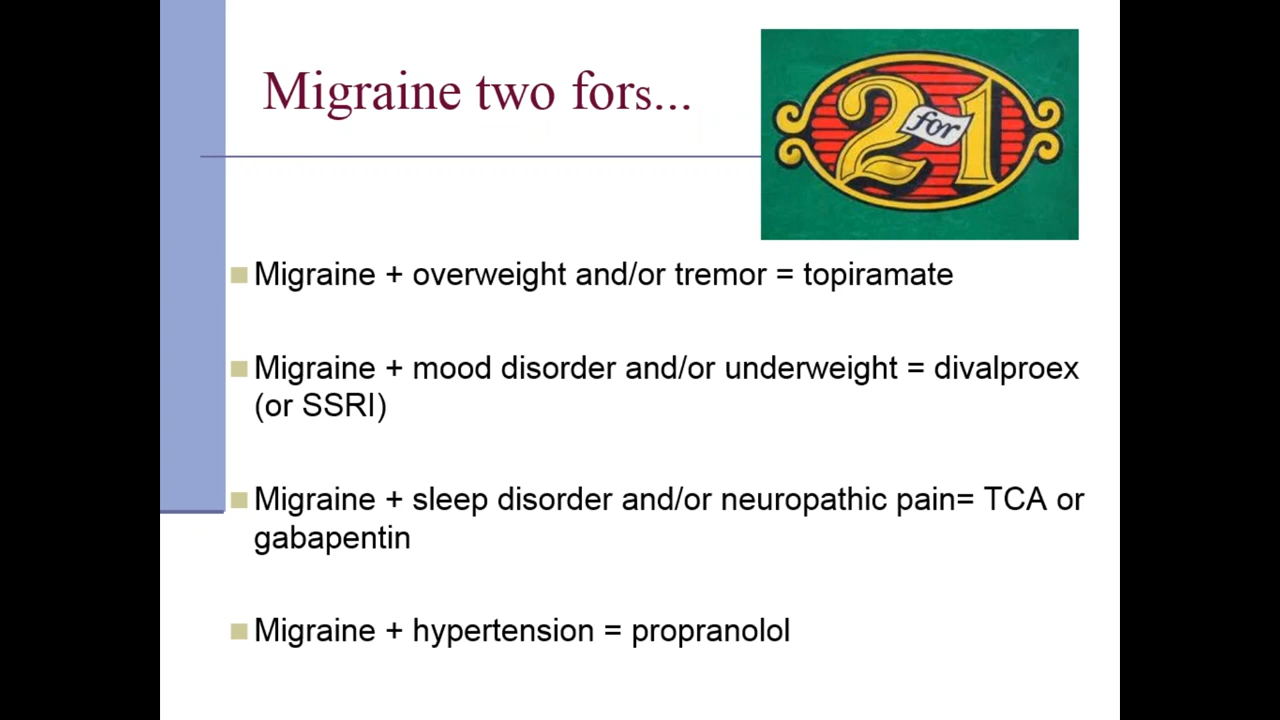 Migraine two fors...
2 for 1
Migraine + overweight and/or tremor = topiramate
Migraine + mood disorder and/or underweight = divalproex
(or SSRI)
Migraine + sleep disorder and/or neuropathic pain= TCA or
gabapentin
Migraine + hypertension = propranolol